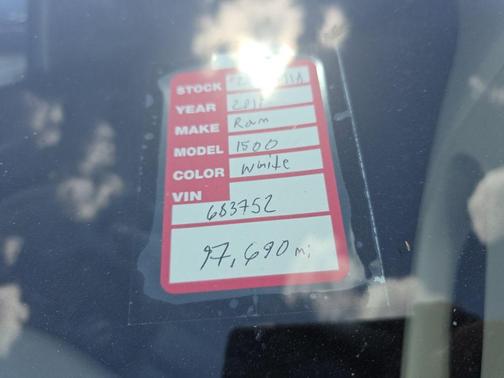 STOCK
YEAR
MAKE Ram
MODEL 1500
COLOR White
VIN
683752
97,690 mi